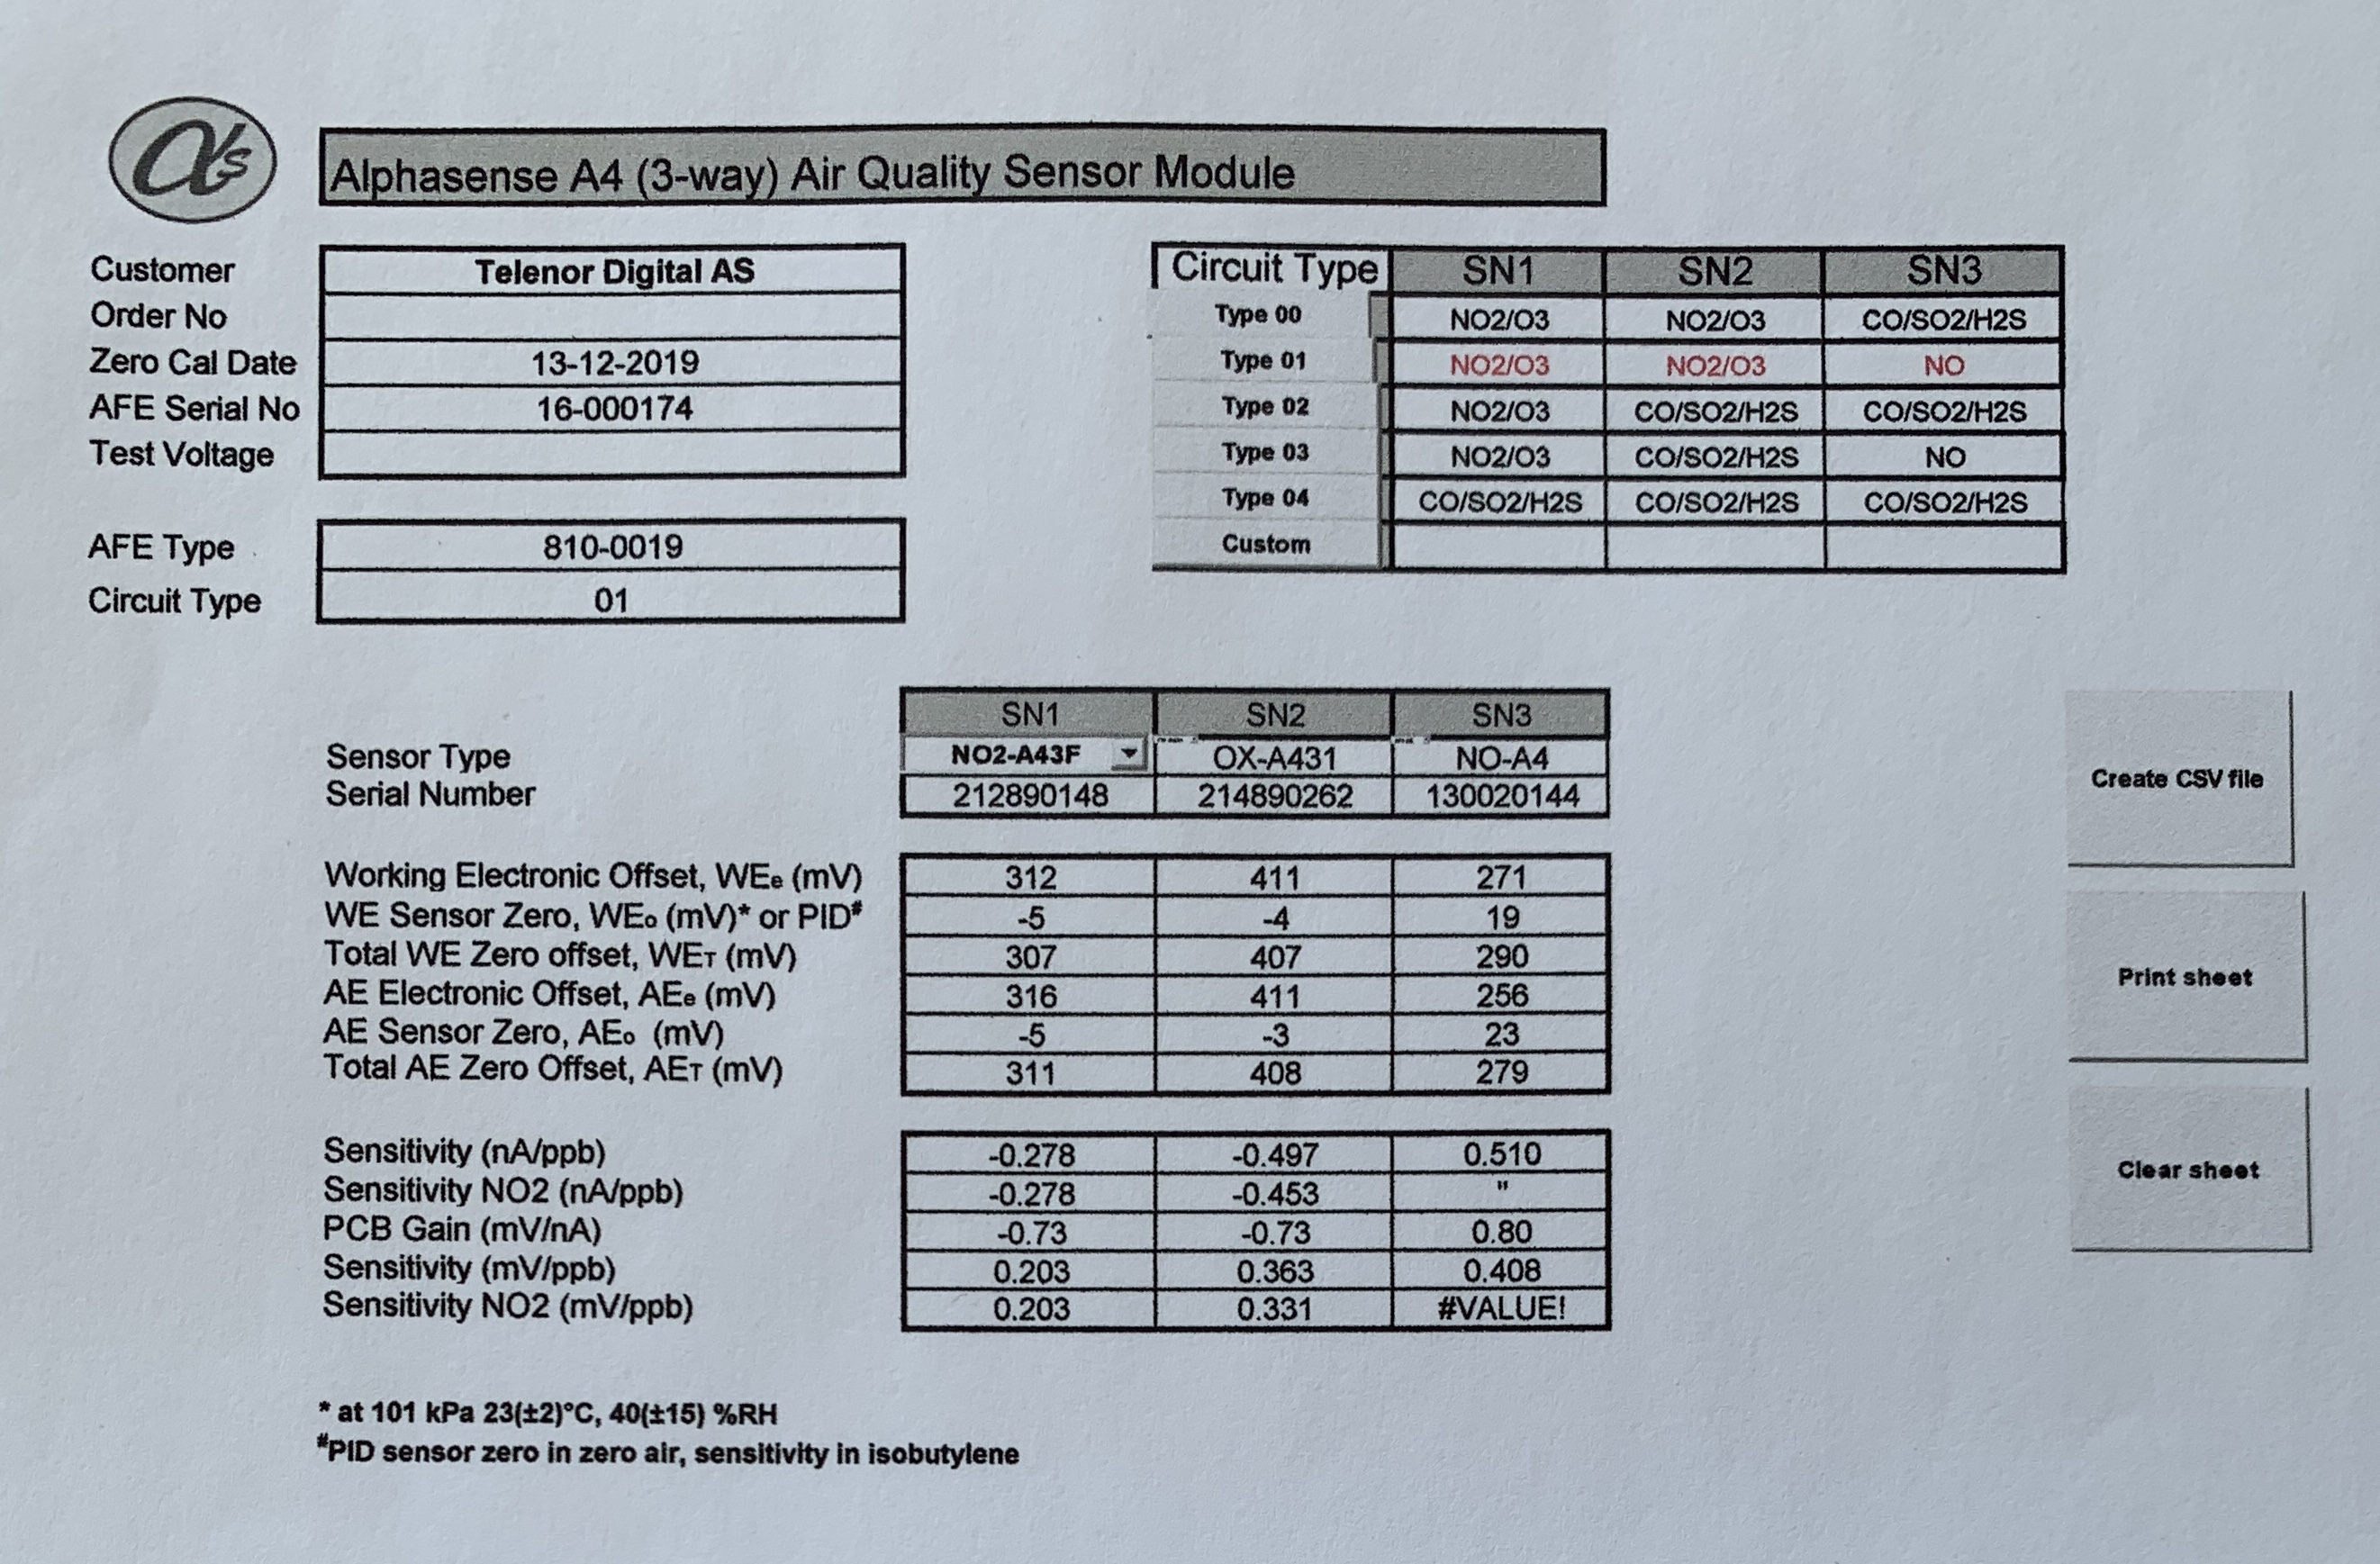 αs
Alphasense A4 (3-way) Air Quality Sensor Module
Customer Telenor Digital AS
Order No
Zero Cal Date 13-12-2019
AFE Serial No 16-000174
Test Voltage
AFE Type 810-0019
Circuit Type 01
Circuit Type SN1 SN2 SN3
Type 00 NO2/O3 NO2/O3 CO/SO2/H2S
Type 01 NO2/O3 NO2/O3 NO
Type 02 NO2/O3 CO/SO2/H2S CO/SO2/H2S
Type 03 NO2/O3 CO/SO2/H2S NO
Type 04 CO/SO2/H2S CO/SO2/H2S CO/SO2/H2S
Custom
SN1 SN2 SN3
Sensor Type NO2-A43F OX-A431 NO-A4
Serial Number 212890148 214890262 130020144
Working Electronic Offset, WEe (mV) 312 411 271
WE Sensor Zero, WEo (mV)* or PID# -5 -4 19
Total WE Zero offset, WET (mV) 307 407 290
AE Electronic Offset, AEe (mV) 316 411 256
AE Sensor Zero, AEo (mV) -5 -3 23
Total AE Zero Offset, AET (mV) 311 408 279
Sensitivity (nA/ppb) -0.278 -0.497 0.510
Sensitivity NO2 (nA/ppb) -0.278 -0.453 "
PCB Gain (mV/nA) -0.73 -0.73 0.80
Sensitivity (mV/ppb) 0.203 0.363 0.408
Sensitivity NO2 (mV/ppb) 0.203 0.331 #VALUE!
Create CSV file
Print sheet
Clear sheet
* at 101 kPa 23(±2)°C, 40(±15) %RH
#PID sensor zero in zero air, sensitivity in isobutylene